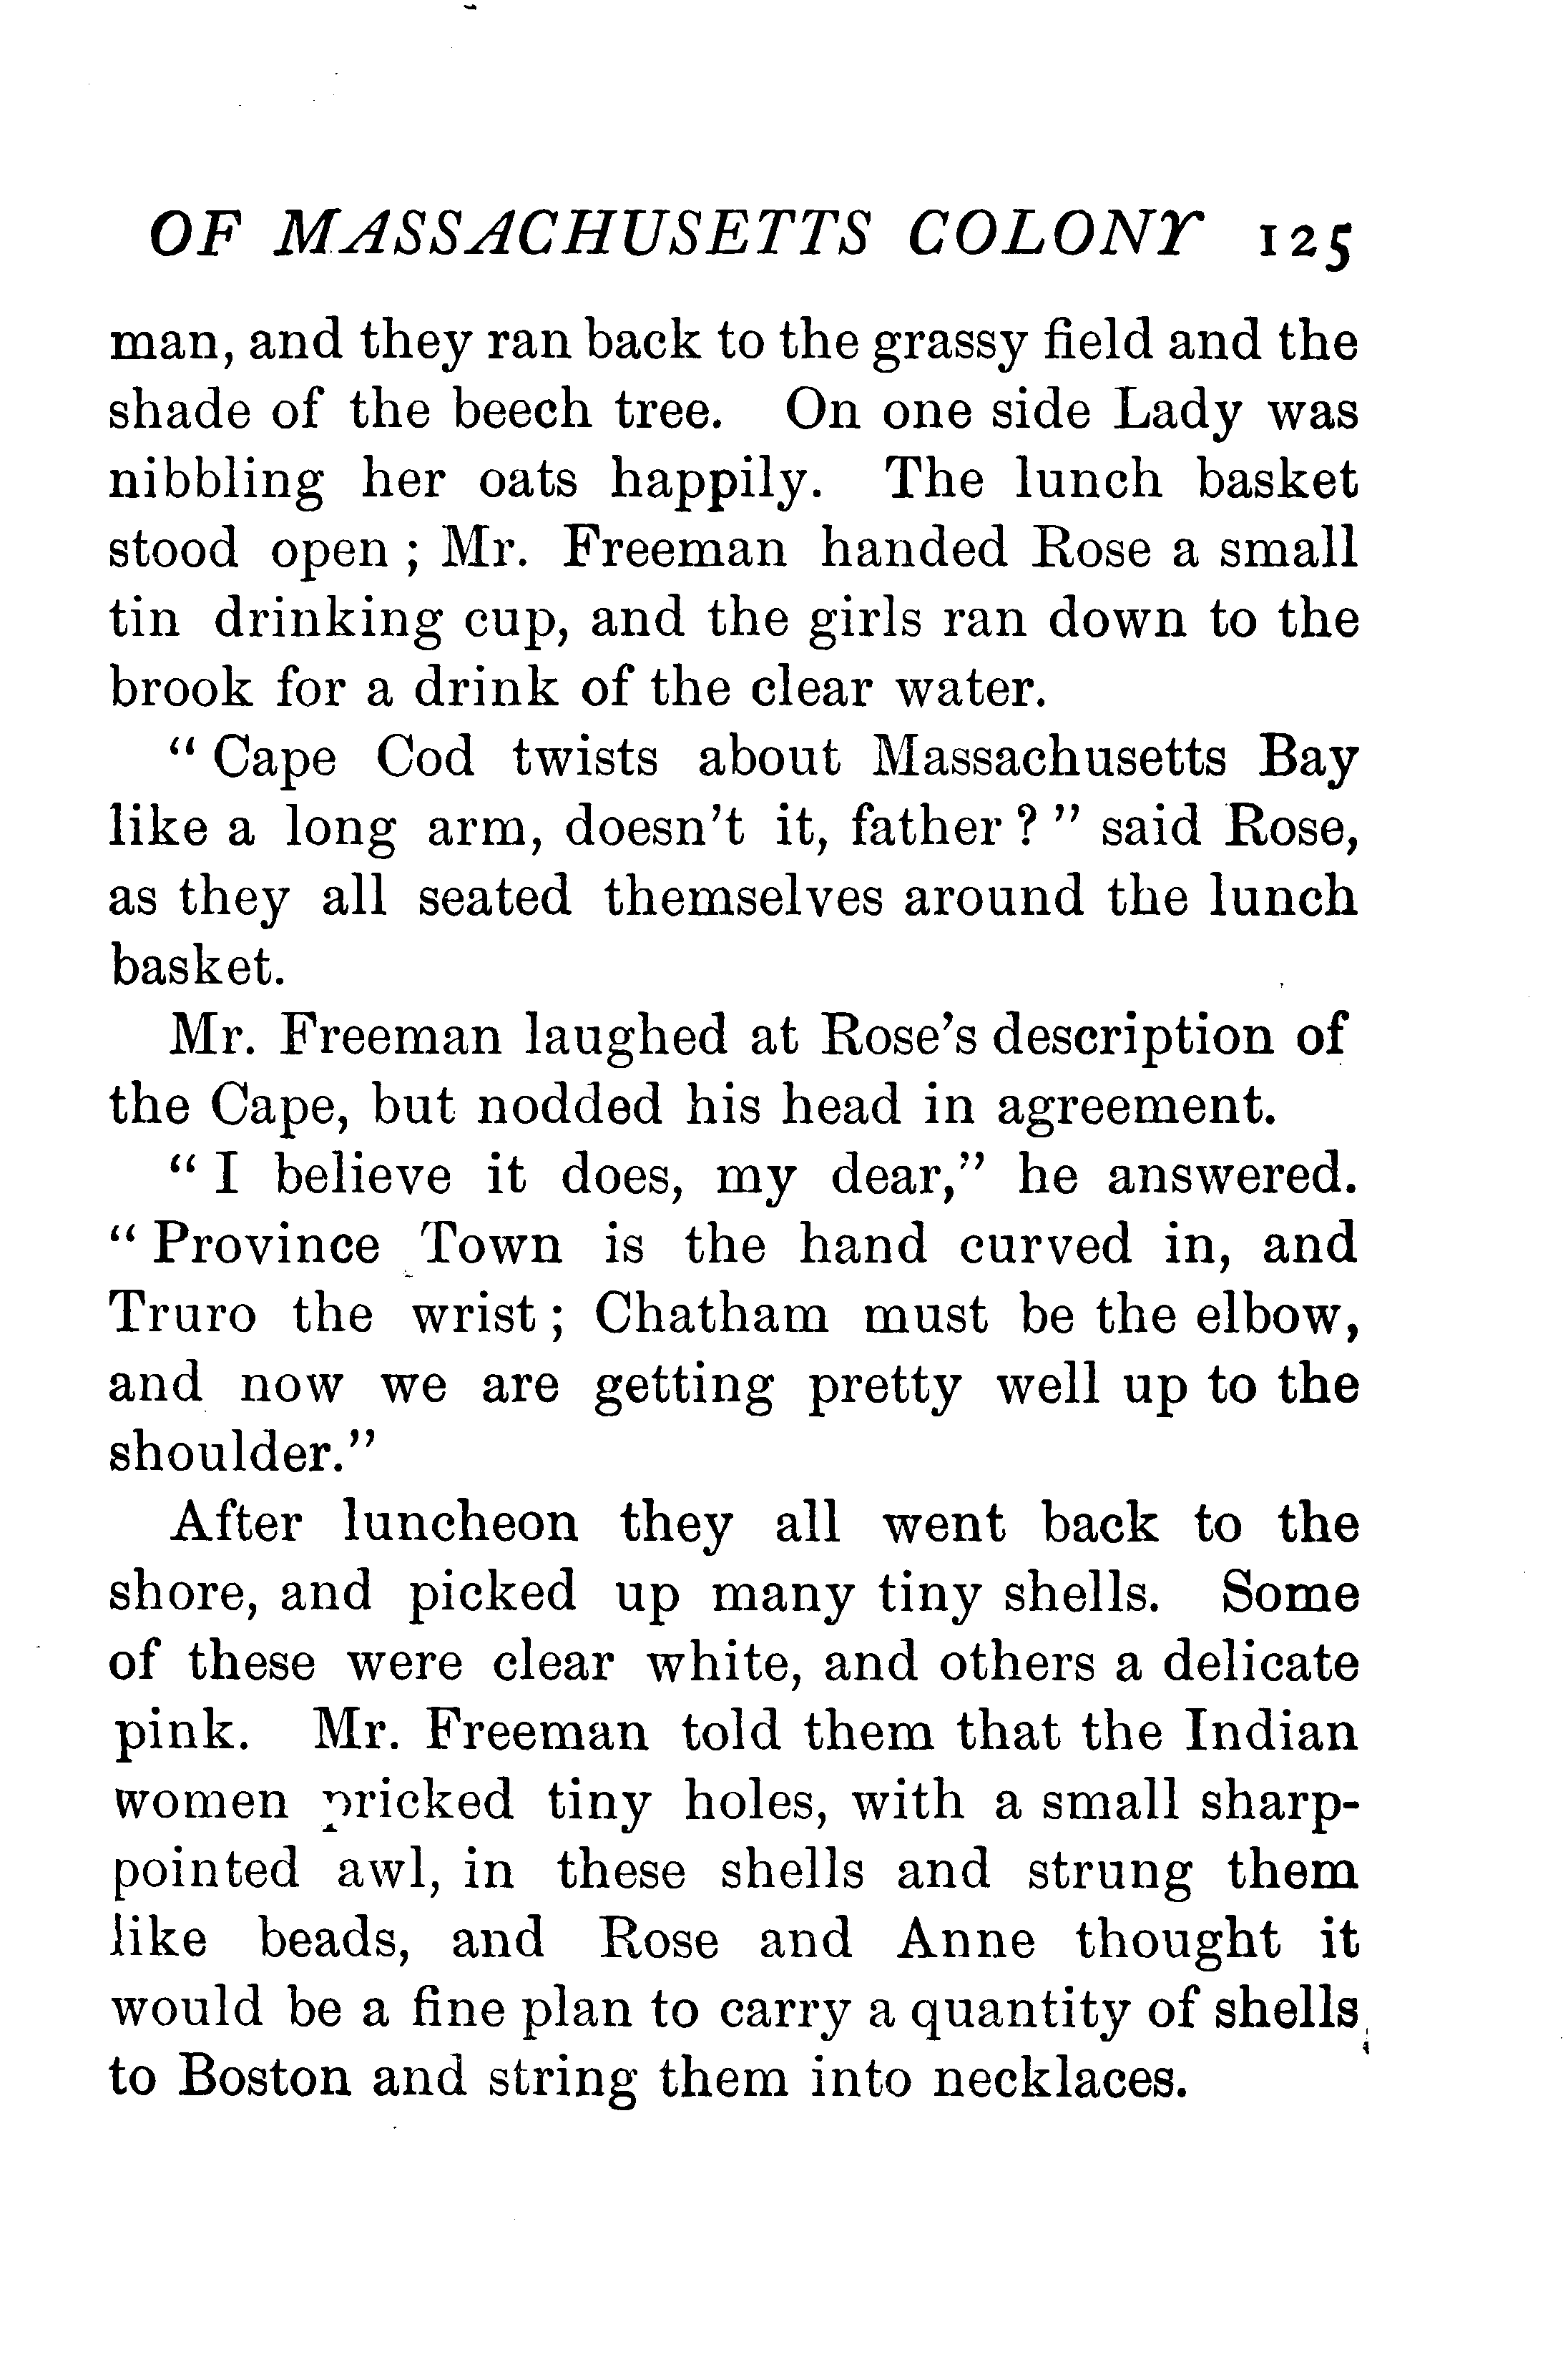 OF MASSACHUSETTS COLONY 125
man, and they ran back to the grassy field and the
shade of the beech tree. On one side Lady was
nibbling her oats happily. The lunch basket
stood open ; Mr. Freeman handed Rose a small
tin drinking cup, and the girls ran down to the
brook for a drink of the clear water.
“ Cape Cod twists about Massachusetts Bay
like a long arm, doesn't it, father ? ” said Rose,
as they all seated themselves around the lunch
basket.
Mr. Freeman laughed at Rose's description of
the Cape, but nodded his head in agreement.
“ I believe it does, my dear,” he answered.
“ Province Town is the hand curved in, and
Truro the wrist ; Chatham must be the elbow,
and now we are getting pretty well up to the
shoulder.”
After luncheon they all went back to the
shore, and picked up many tiny shells. Some
of these were clear white, and others a delicate
pink. Mr. Freeman told them that the Indian
women pricked tiny holes, with a small sharp-
pointed awl, in these shells and strung them
like beads, and Rose and Anne thought it
would be a fine plan to carry a quantity of shells
to Boston and string them into necklaces.